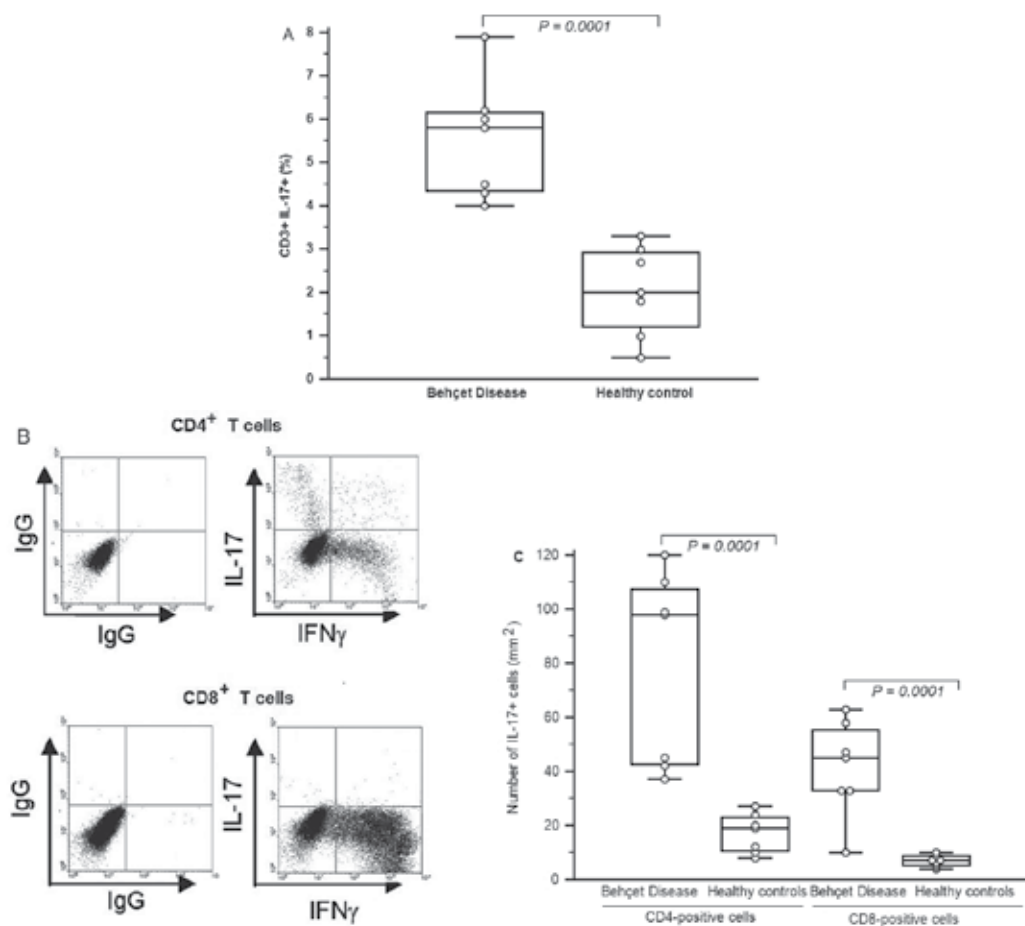 A
P = 0.0001
CD3+ IL-17+ (%)
8
7
6
5
4
3
2
1
0
Behçet Disease Healthy control
B
CD4+ T cells
IgG
IgG
IL-17
IFNγ
CD8+ T cells
IgG
IgG
IL-17
IFNγ
C
P = 0.0001
P = 0.0001
Number of IL-17+ cells (mm2)
120
100
80
60
40
20
0
Behçet Disease Healthy controls Behçet Disease Healthy controls
CD4-positive cells CD8-positive cells